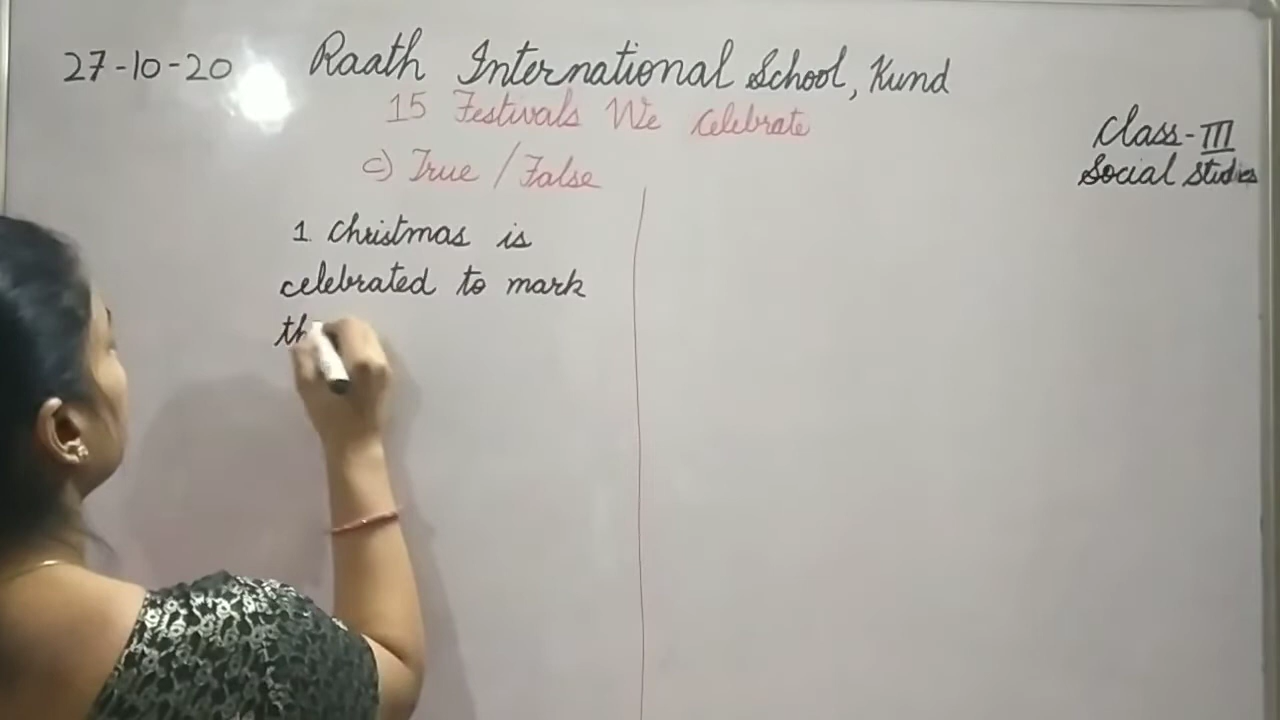 27-10-20 Raath International School, Kund
15 Festivals We Celebrate
Class-III
c) True / False
Social Studies
1. Christmas is
celebrated to mark
th